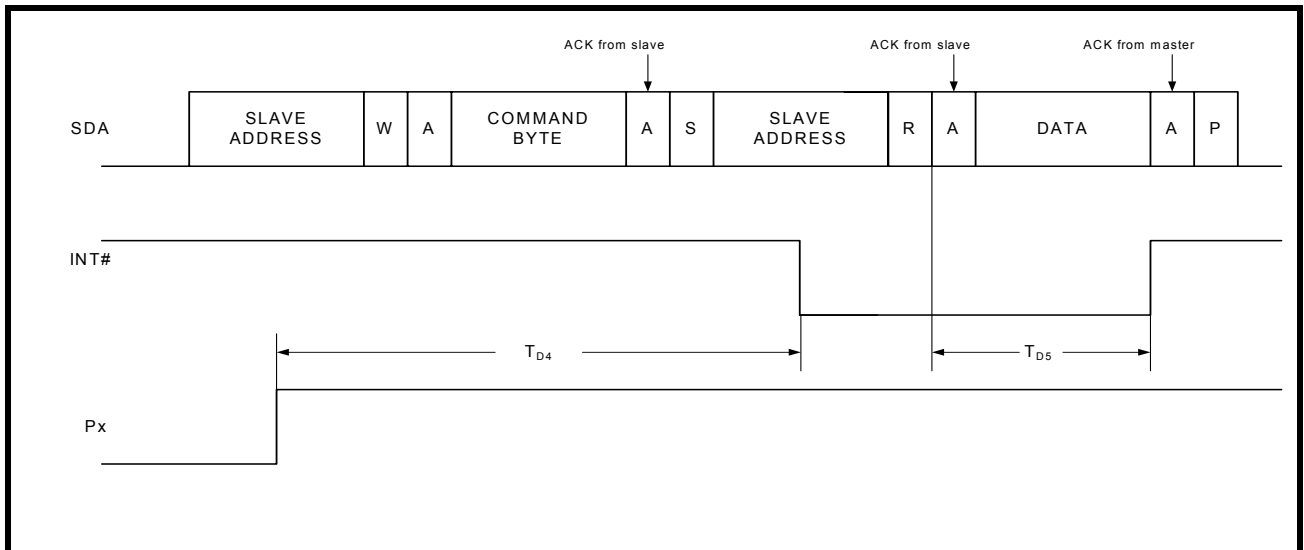 ACK from slave
ACK from slave
ACK from master
SDA
SLAVE
ADDRESS
W
A
COMMAND
BYTE
A
S
SLAVE
ADDRESS
R
A
DATA
A
P
INT#
TD4
TD5
Px